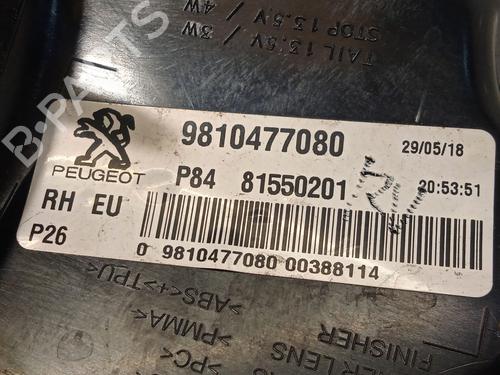 TAIL 13.5V / 3W
STOP 13.5V / 4W
B-PARTS
PEUGEOT
9810477080
29/05/18
P84 81550201
20:53:51
RH EU
P26
0 9810477080 00388114
>ABS<+>TPU<
>PMMA<
>PC<
LENS
FINISHER